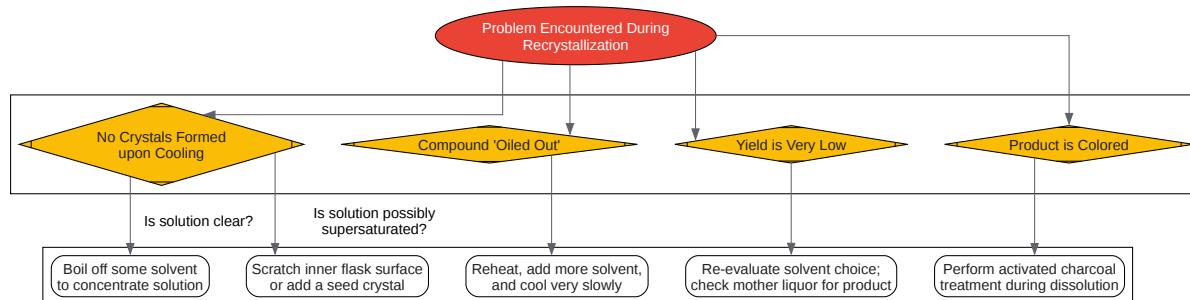 Problem Encountered During
Recrystallization
No Crystals Formed
upon Cooling
Compound 'Oiled Out'
Yield is Very Low
Product is Colored
Is solution clear?
Is solution possibly
supersaturated?
Boil off some solvent
to concentrate solution
Scratch inner flask surface
or add a seed crystal
Reheat, add more solvent,
and cool very slowly
Re-evaluate solvent choice;
check mother liquor for product
Perform activated charcoal
treatment during dissolution